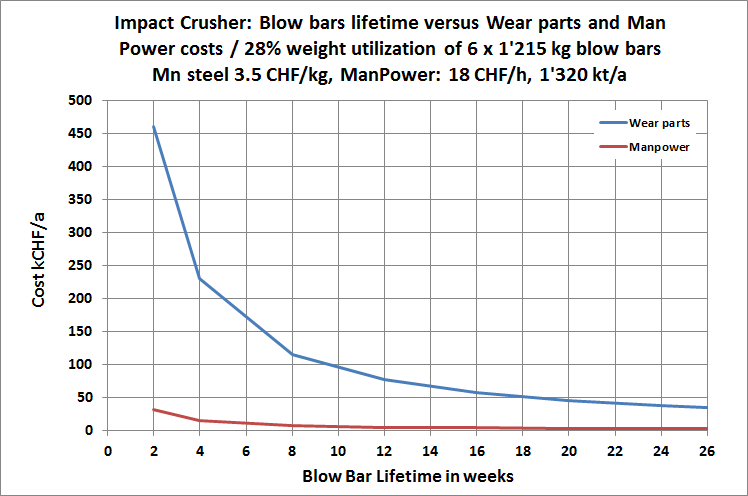 Impact Crusher: Blow bars lifetime versus Wear parts and Man
Power costs / 28% weight utilization of 6 x 1'215 kg blow bars
Mn steel 3.5 CHF/kg, ManPower: 18 CHF/h, 1'320 kt/a
500
450
400
350
300
250
200
150
100
50
0
Cost kCHF/a
Wear parts
Manpower
0 2 4 6 8 10 12 14 16 18 20 22 24 26
Blow Bar Lifetime in weeks